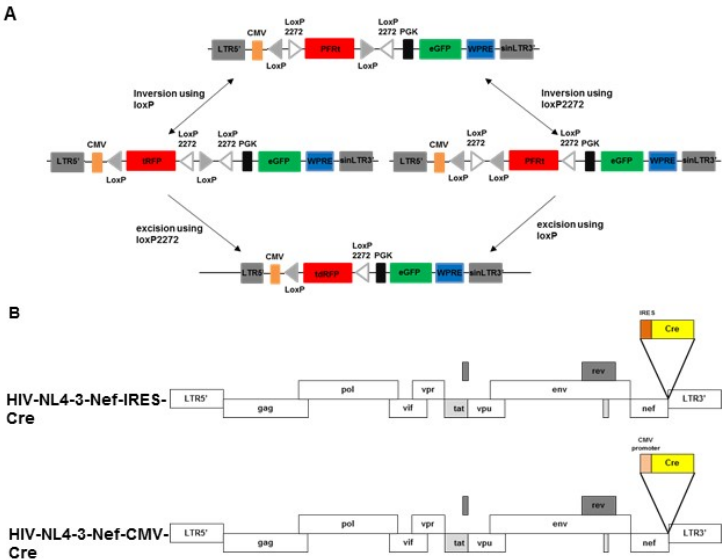 A
LoxP LoxP
CMV 2272 2272 PGK
LTR5' PFRt eGFP WPRE sinLTR3'
LoxP LoxP
Inversion using
loxP
Inversion using
loxP2272
LoxP LoxP
CMV 2272 2272 PGK
LTR5' tRFP eGFP WPRE sinLTR3'
LoxP LoxP
LoxP LoxP
CMV 2272 2272 PGK
LTR5' PFRt eGFP WPRE sinLTR3'
LoxP LoxP
excision using
loxP2272
excision using
loxP
LoxP
CMV 2272 PGK
LTR5' tdRFP eGFP WPRE sinLTR3'
LoxP
B
IRES
Cre
rev
pol vpr env
HIV-NL4-3-Nef-IRES-
Cre
LTR5' LTR3'
gag vif tat vpu nef
CMV
promoter
Cre
rev
pol vpr env
HIV-NL4-3-Nef-CMV-
Cre
LTR5' LTR3'
gag vif tat vpu nef